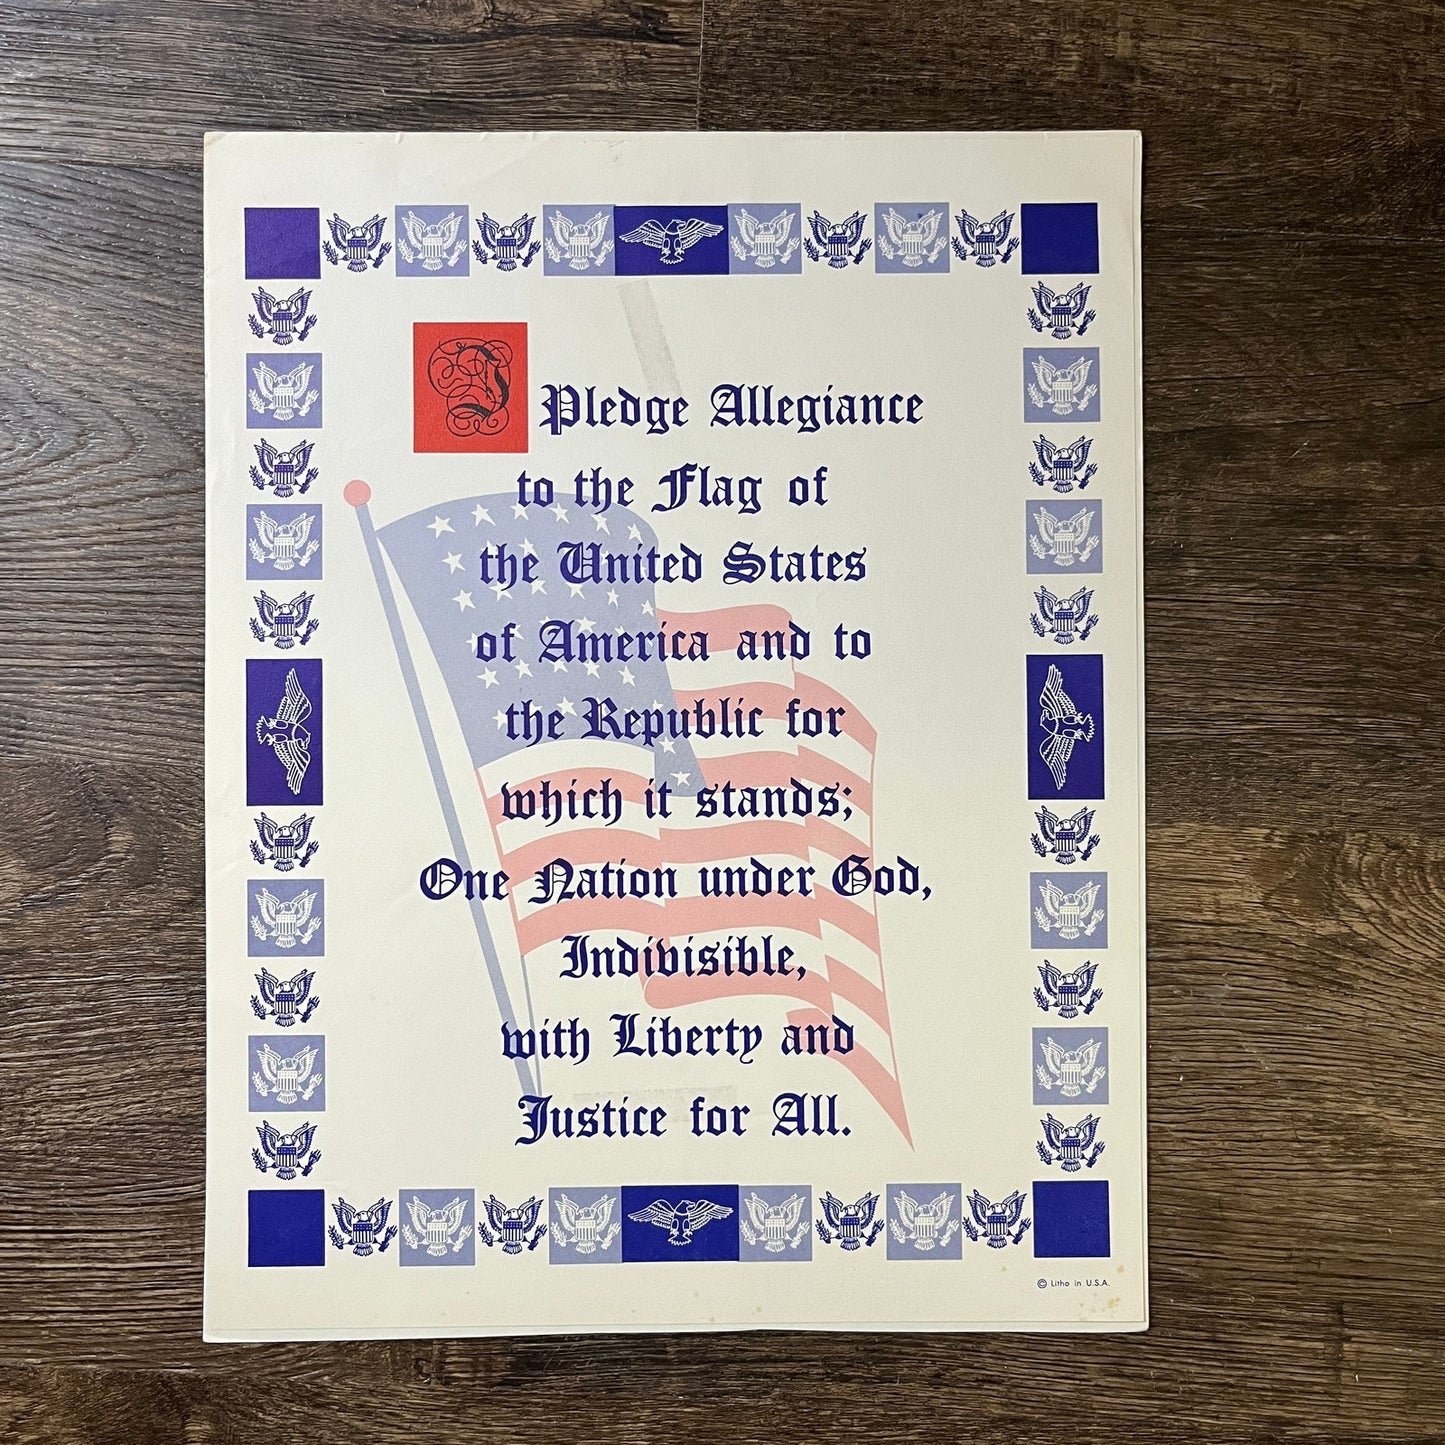 I Pledge Allegiance
to the Flag of
the United States
of America and to
the Republic for
which it stands;
One Nation under God,
Indivisible,
with Liberty and
Justice for All.
© Litho in U.S.A.